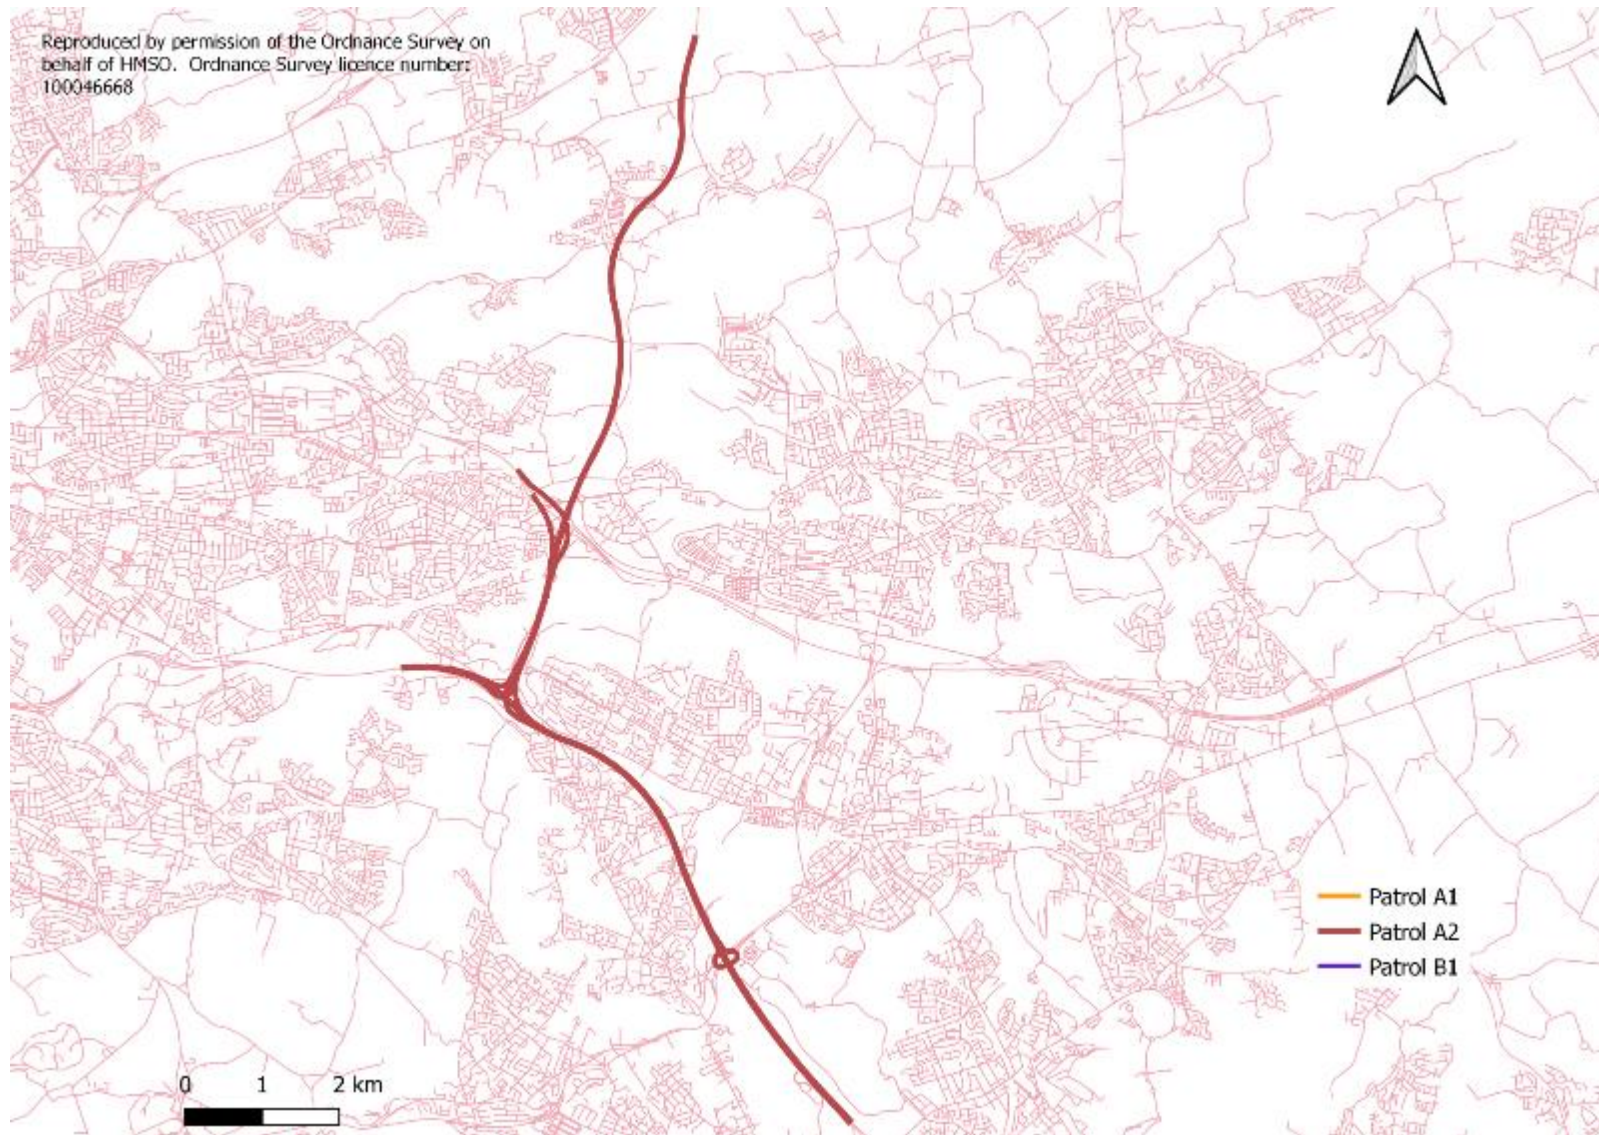 Reproduced by permission of the Ordnance Survey on
behalf of HMSO.  Ordnance Survey licence number:
100046668
Patrol A1
Patrol A2
Patrol B1
0 1 2 km